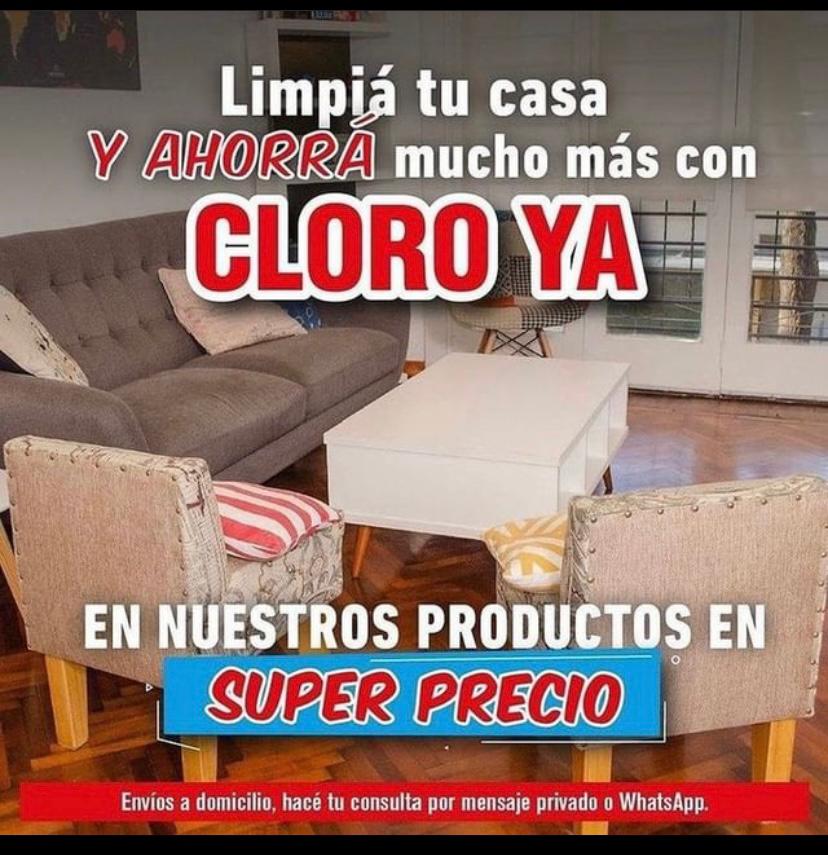 Limpiá tu casa
Y AHORRÁ mucho más con
CLORO YA
EN NUESTROS PRODUCTOS EN
SUPER PRECIO
Envíos a domicilio, hacé tu consulta por mensaje privado o WhatsApp.